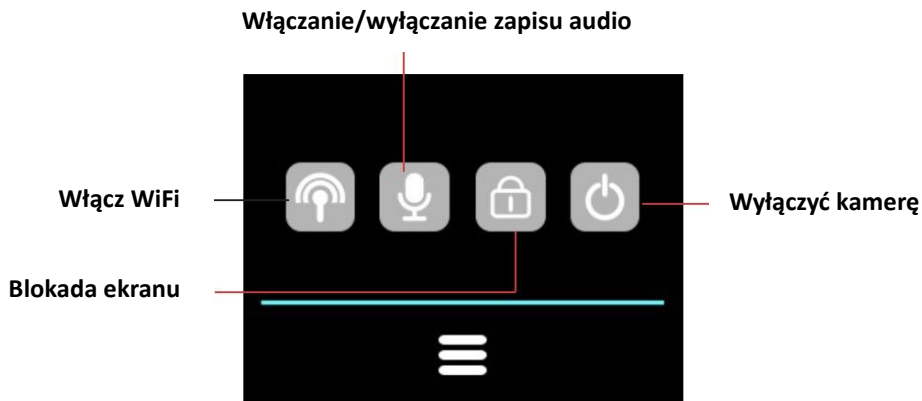 Włączanie/wyłączanie zapisu audio
Włącz WiFi
Wyłączyć kamerę
Blokada ekranu